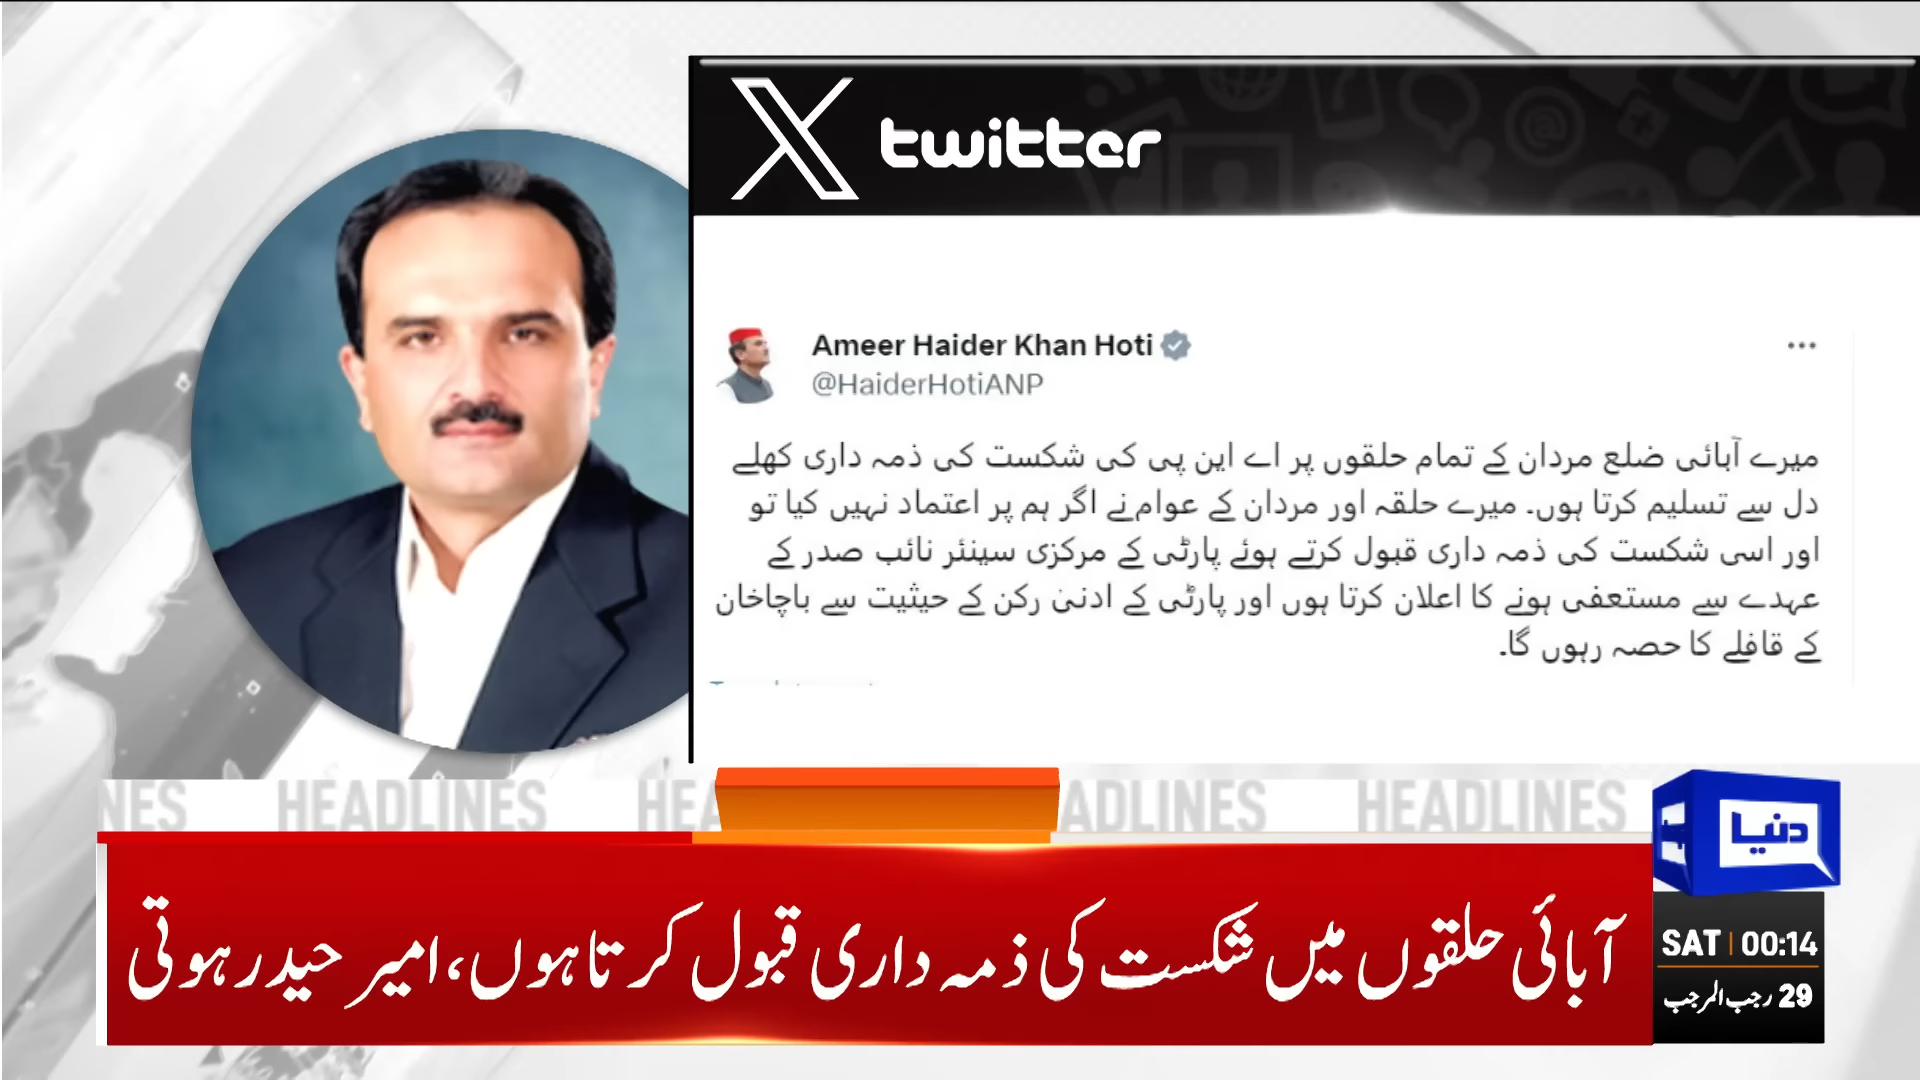 twitter
Ameer Haider Khan Hoti
@HaiderHotiANP
میرے آبائی ضلع مردان کے تمام حلقوں پر اے این پی کی شکست کی ذمہ داری کھلے
دل سے تسلیم کرتا ہوں۔ میرے حلقہ اور مردان کے عوام نے اگر ہم پر اعتماد نہیں کیا تو
اور اسی شکست کی ذمہ داری قبول کرتے ہوئے پارٹی کے مرکزی سینئر نائب صدر کے
عہدے سے مستعفی ہونے کا اعلان کرتا ہوں اور پارٹی کے ادنیٰ رکن کے حیثیت سے باچاخان
کے قافلے کا حصہ رہوں گا۔
NES HEADLINES HEA ADLINES HEADLINES
دنیا
آبائی حلقوں میں شکست کی ذمہ داری قبول کرتا ہوں، امیر حیدر ہوتی
SAT | 00:14
29 رجب المرجب